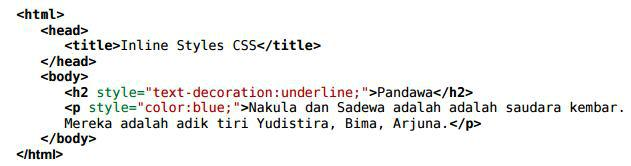 <html>
<head>
<title>Inline Styles CSS</title>
</head>
<body>
<h2 style="text-decoration:underline;">Pandawa</h2>
<p style="color:blue;">Nakula dan Sadewa adalah adalah saudara kembar.
Mereka adalah adik tiri Yudistira, Bima, Arjuna.</p>
</body>
</html>